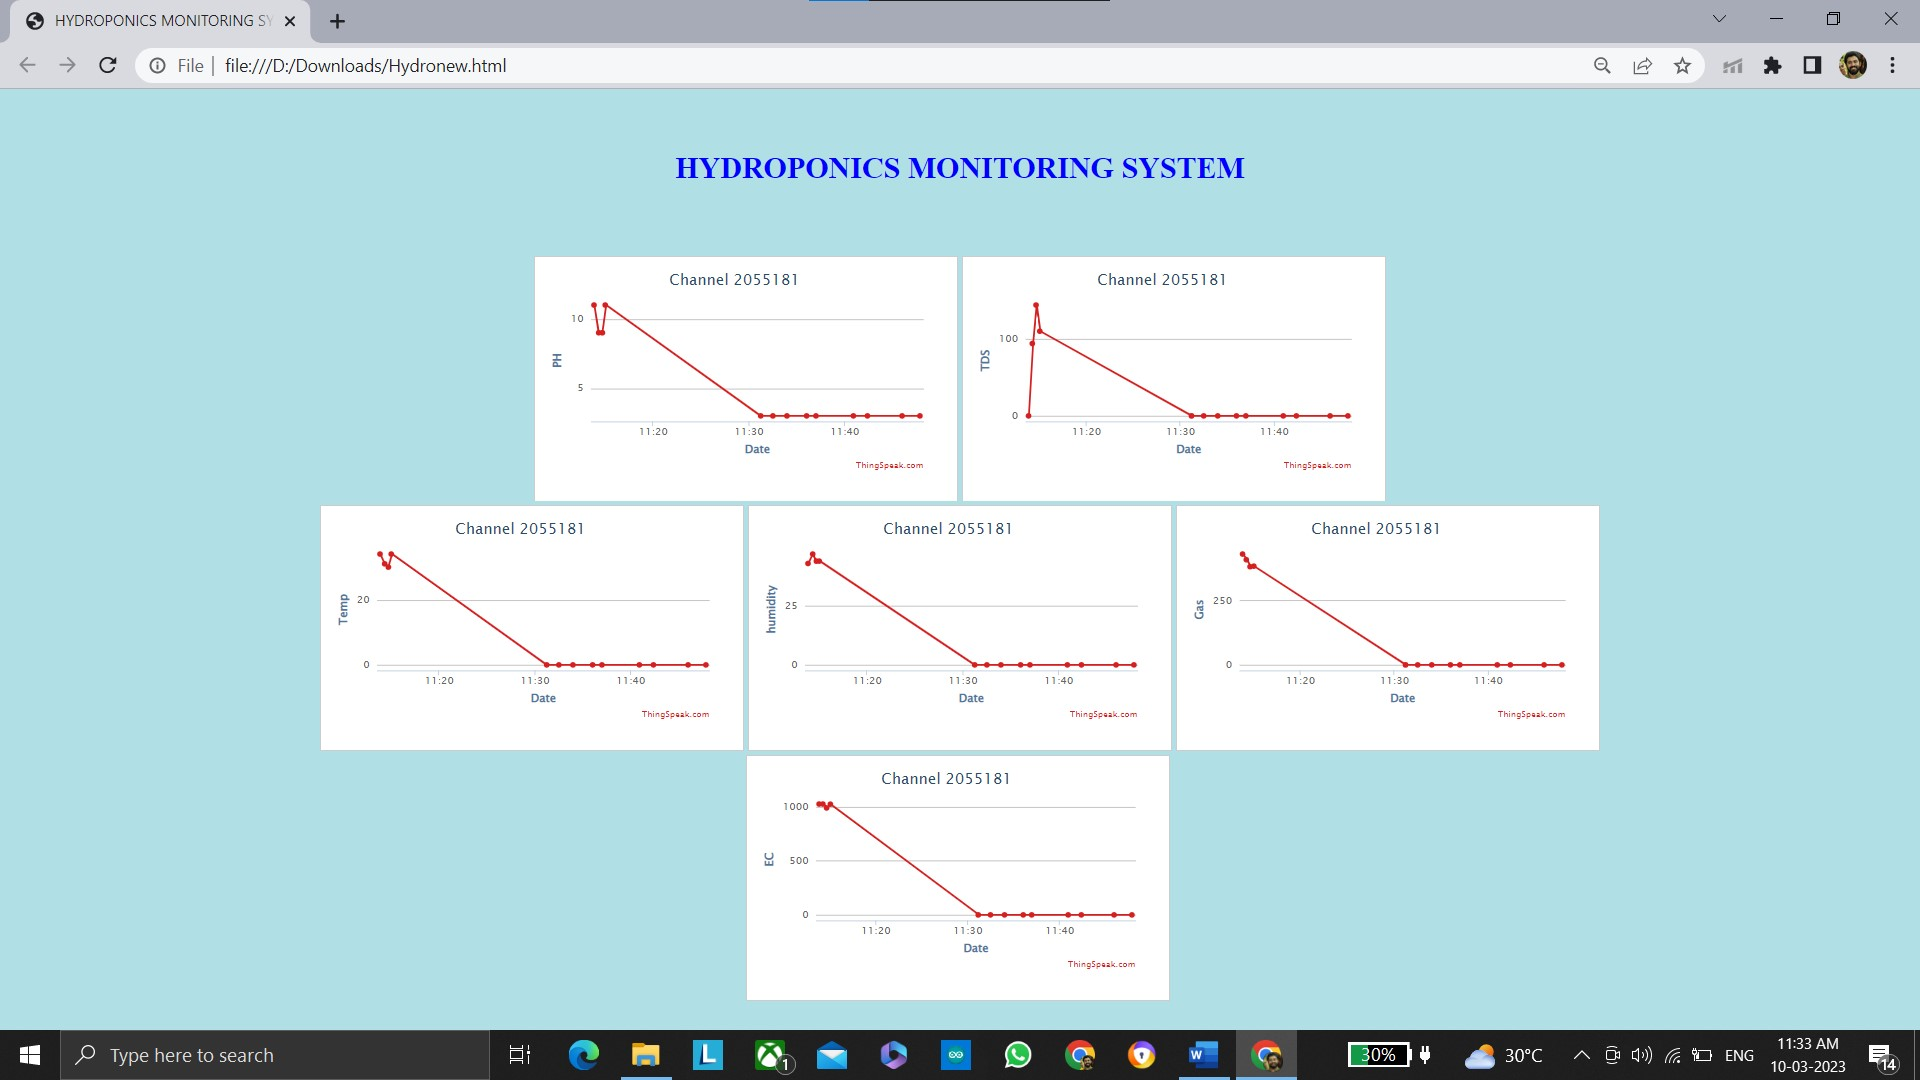 HYDROPONICS MONITORING SY
File
file:///D:/Downloads/Hydronew.html
HYDROPONICS MONITORING SYSTEM
Channel 2055181
PH
10
5
11:20 11:30 11:40
Date
ThingSpeak.com
Channel 2055181
TDS
100
0
11:20 11:30 11:40
Date
ThingSpeak.com
Channel 2055181
Temp
20
0
11:20 11:30 11:40
Date
ThingSpeak.com
Channel 2055181
humidity
25
0
11:20 11:30 11:40
Date
ThingSpeak.com
Channel 2055181
Gas
250
0
11:20 11:30 11:40
Date
ThingSpeak.com
Channel 2055181
EC
1000
500
0
11:20 11:30 11:40
Date
ThingSpeak.com
Type here to search
L
1
W
30%
30°C
ENG
11:33 AM
10-03-2023
14